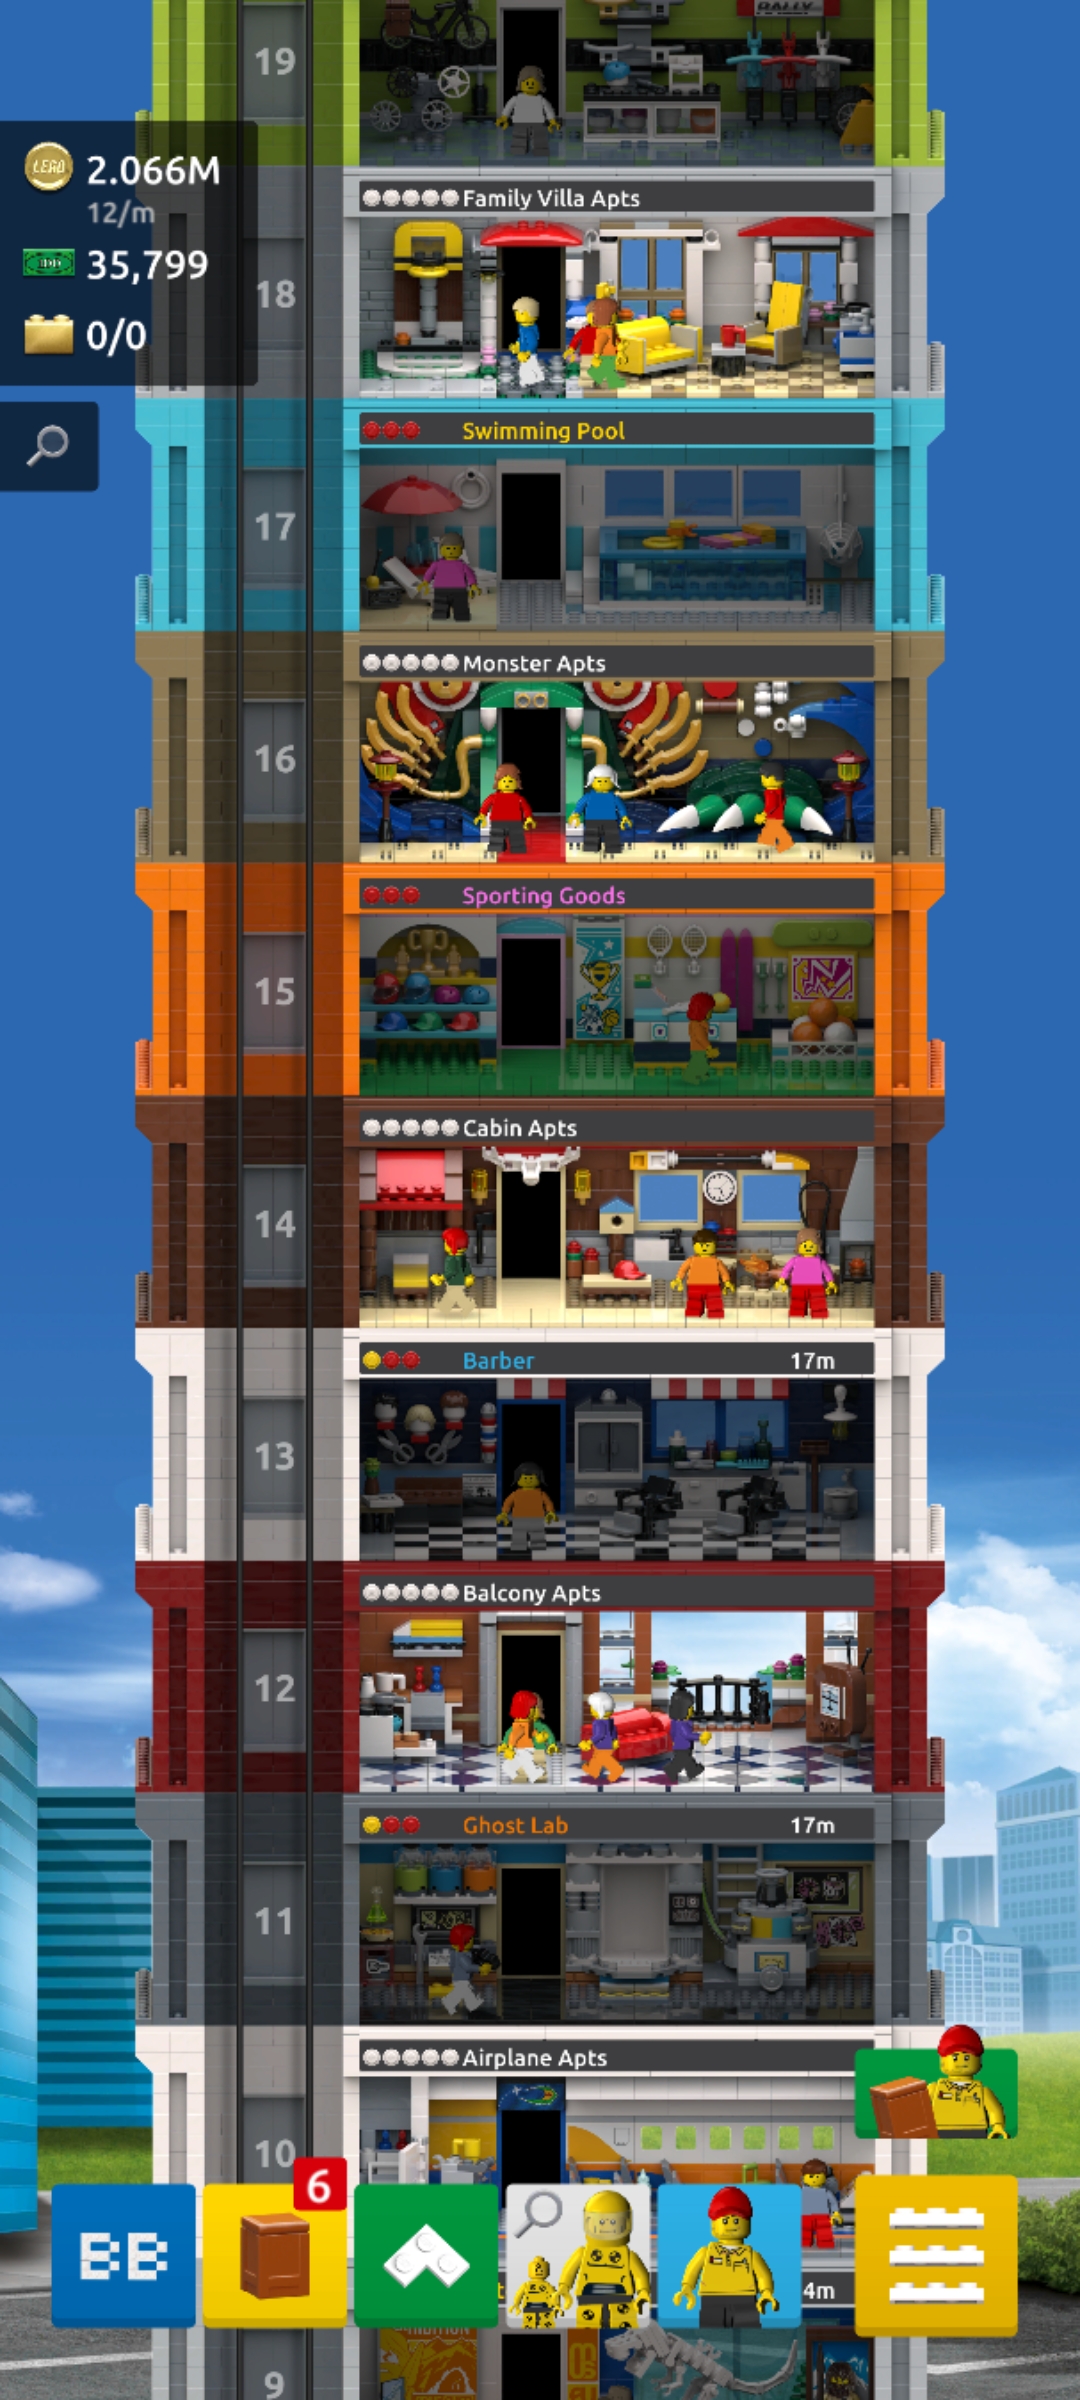 19
RALLY
LEGO 2.066M
12/m
35,799
0/0
Family Villa Apts
18
Swimming Pool
17
Monster Apts
16
Sporting Goods
15
Cabin Apts
14
Barber 17m
13
Balcony Apts
12
Ghost Lab 17m
11
Airplane Apts
10
6
BB
4m
9